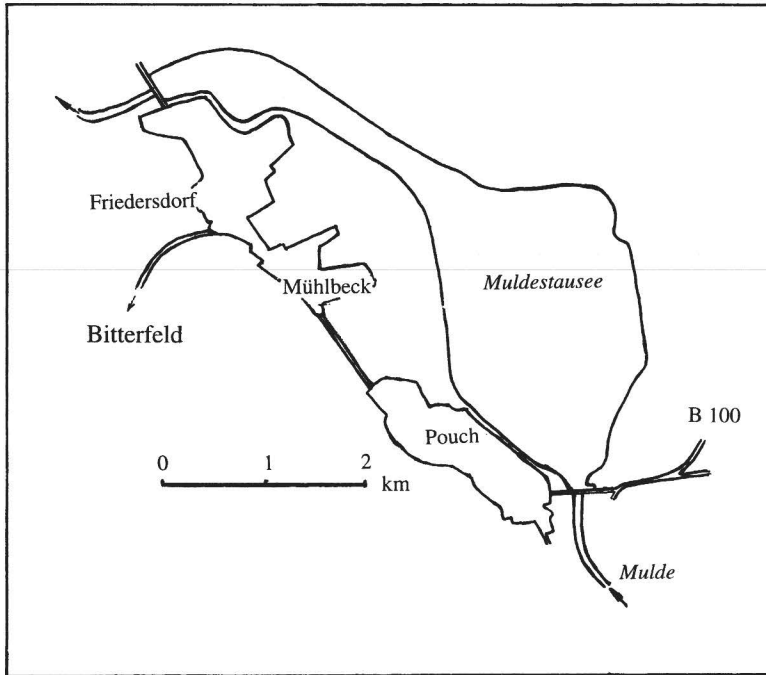 Friedersdorf
Muldestausee
Mühlbeck
Bitterfeld
B 100
Pouch
0 1 2
km
Mulde